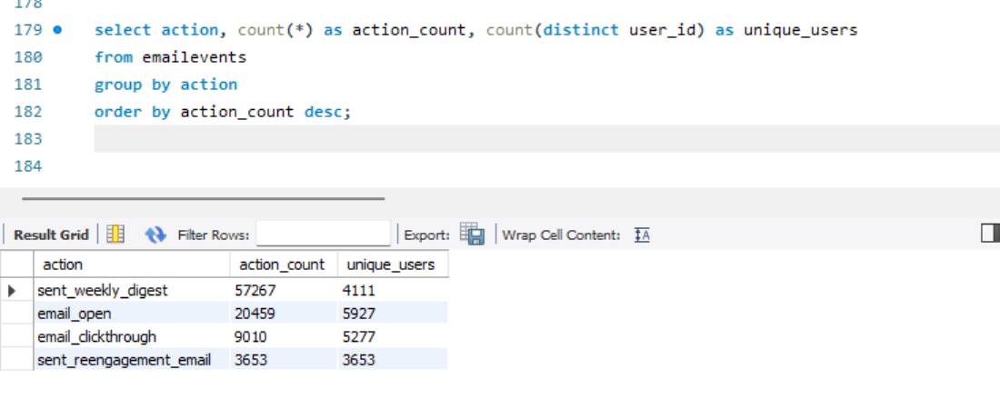 178
179 select action, count(*) as action_count, count(distinct user_id) as unique_users
180 from emailevents
181 group by action
182 order by action_count desc;
183
184
Result Grid Filter Rows: Export: Wrap Cell Content: IA
action action_count unique_users
sent_weekly_digest 57267 4111
email_open 20459 5927
email_clickthrough 9010 5277
sent_reengagement_email 3653 3653